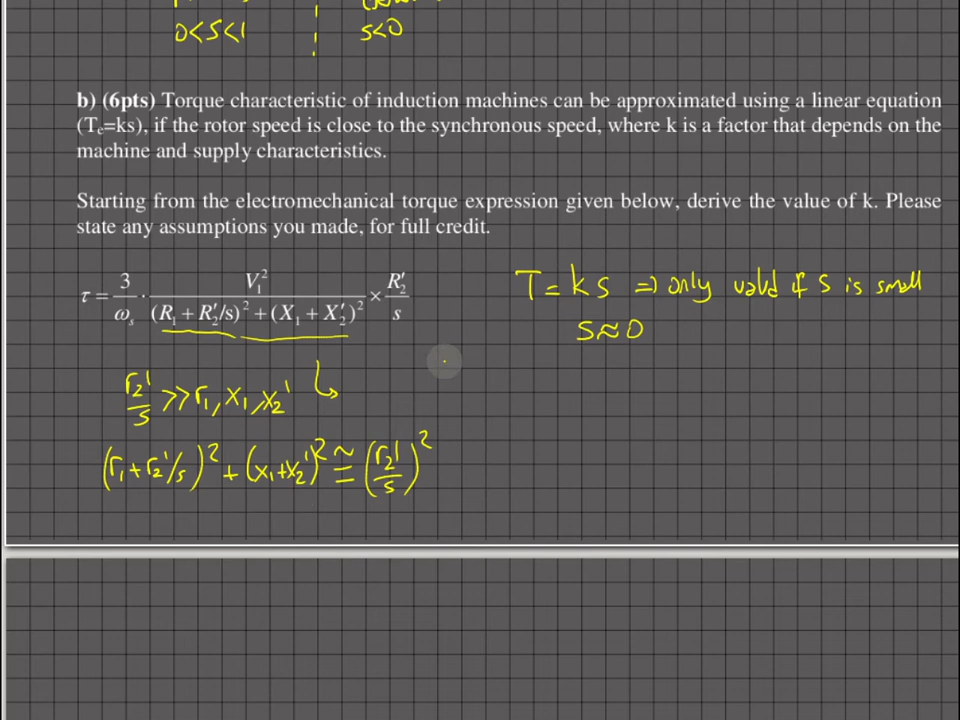 0<S<1
S<0
b) (6pts) Torque characteristic of induction machines can be approximated using a linear equation
(Te=ks), if the rotor speed is close to the synchronous speed, where k is a factor that depends on the
machine and supply characteristics.
Starting from the electromechanical torque expression given below, derive the value of k. Please
state any assumptions you made, for full credit.
τ = 3/ωs · V1²/((R1 + R2′/s)² + (X1 + X2′)²) × R2′/s
T = k s ⇒ only valid if s is small
s≈0
r2'/s >> r1, x1, x2'
(r1+r2'/s)² + (x1+x2')² ≅ (r2'/s)²